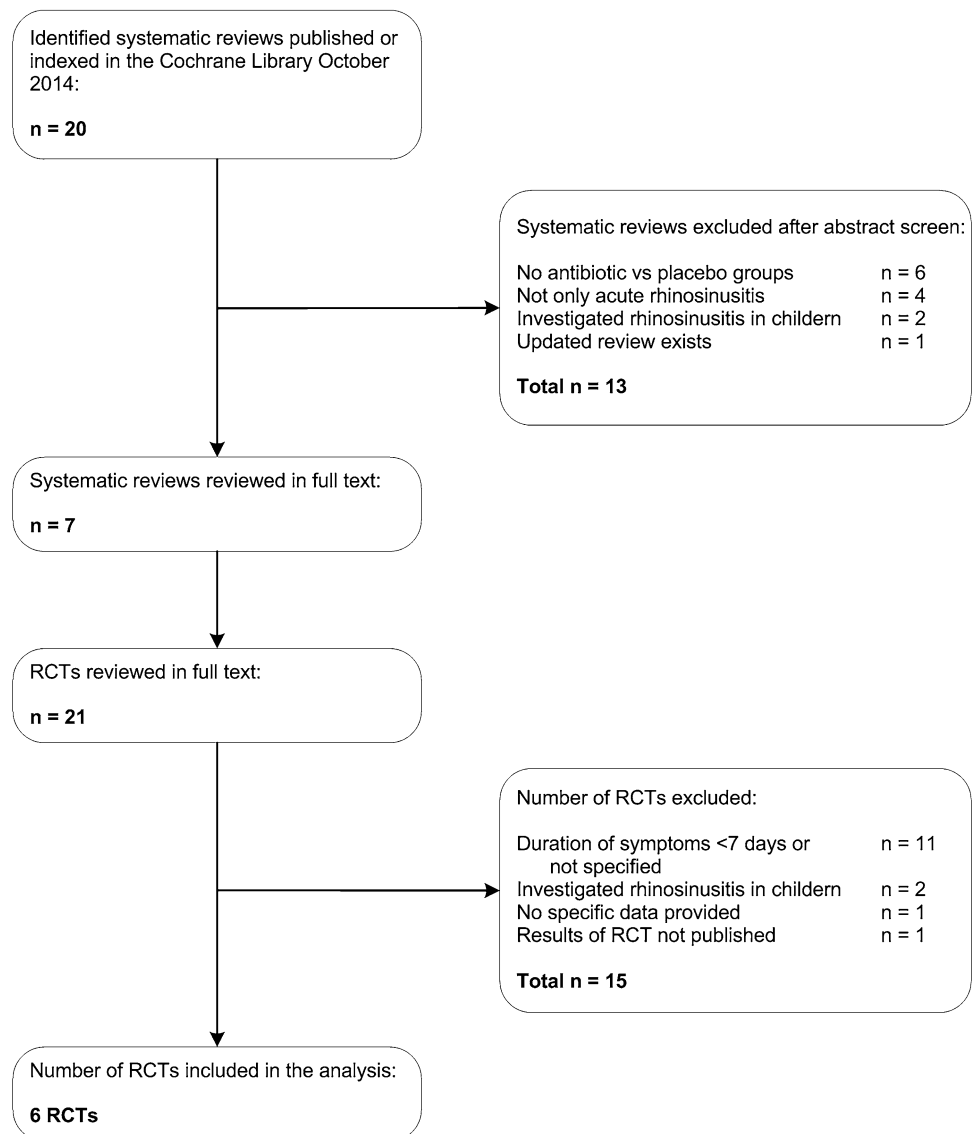 Identified systematic reviews published or
indexed in the Cochrane Library October
2014:
n = 20
Systematic reviews excluded after abstract screen:
No antibiotic vs placebo groups n = 6
Not only acute rhinosinusitis n = 4
Investigated rhinosinusitis in childern n = 2
Updated review exists n = 1
Total n = 13
Systematic reviews reviewed in full text:
n = 7
RCTs reviewed in full text:
n = 21
Number of RCTs excluded:
Duration of symptoms <7 days or n = 11
not specified
Investigated rhinosinusitis in childern n = 2
No specific data provided n = 1
Results of RCT not published n = 1
Total n = 15
Number of RCTs included in the analysis:
6 RCTs